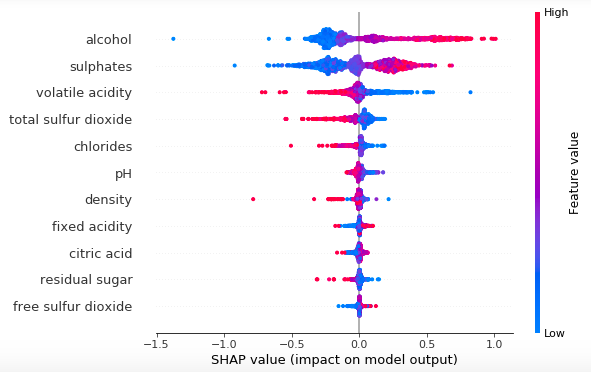 High
alcohol
sulphates
volatile acidity
total sulfur dioxide
chlorides
pH
density
fixed acidity
citric acid
residual sugar
free sulfur dioxide
Feature value
Low
−1.5 −1.0 −0.5 0.0 0.5 1.0
SHAP value (impact on model output)